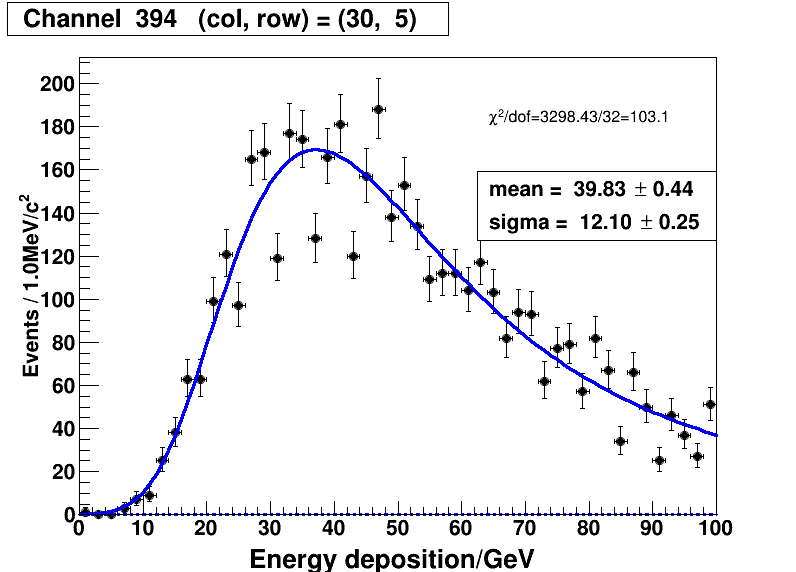 Channel 394 (col, row) = (30, 5)
χ²/dof=3298.43/32=103.1
mean = 39.83 ± 0.44
sigma = 12.10 ± 0.25
Events / 1.0MeV/c²
200
180
160
140
120
100
80
60
40
20
0
0 10 20 30 40 50 60 70 80 90 100
Energy deposition/GeV